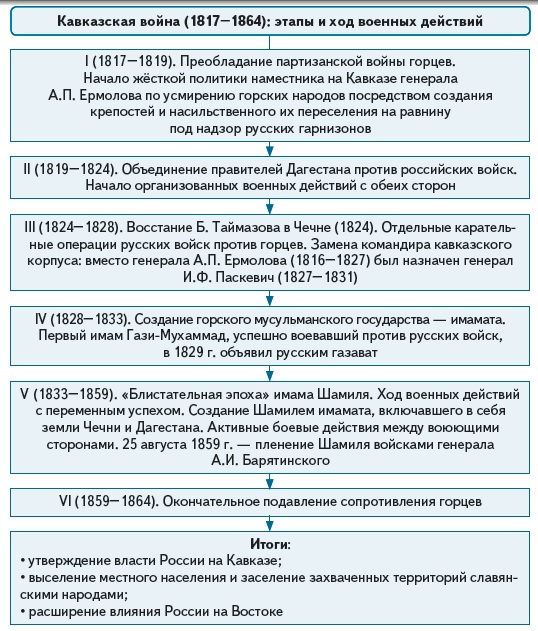 Кавказская война (1817—1864): этапы и ход военных действий
I (1817—1819). Преобладание партизанской войны горцев.
Начало жёсткой политики наместника на Кавказе генерала
А.П. Ермолова по усмирению горских народов посредством создания
крепостей и насильственного их переселения на равнину
под надзор русских гарнизонов
II (1819—1824). Объединение правителей Дагестана против российских войск.
Начало организованных военных действий с обеих сторон
III (1824—1828). Восстание Б. Таймазова в Чечне (1824). Отдельные каратель-
ные операции русских войск против горцев. Замена командира кавказского
корпуса: вместо генерала А.П. Ермолова (1816—1827) был назначен генерал
И.Ф. Паскевич (1827—1831)
IV (1828—1833). Создание горского мусульманского государства — имамата.
Первый имам Гази-Мухаммад, успешно воевавший против русских войск,
в 1829 г. объявил русским газават
V (1833—1859). «Блистательная эпоха» имама Шамиля. Ход военных действий
с переменным успехом. Создание Шамилем имамата, включавшего в себя
земли Чечни и Дагестана. Активные боевые действия между воюющими
сторонами. 25 августа 1859 г. — пленение Шамиля войсками генерала
А.И. Барятинского
VI (1859—1864). Окончательное подавление сопротивления горцев
Итоги:
• утверждение власти России на Кавказе;
• выселение местного населения и заселение захваченных территорий славян-
скими народами;
• расширение влияния России на Востоке